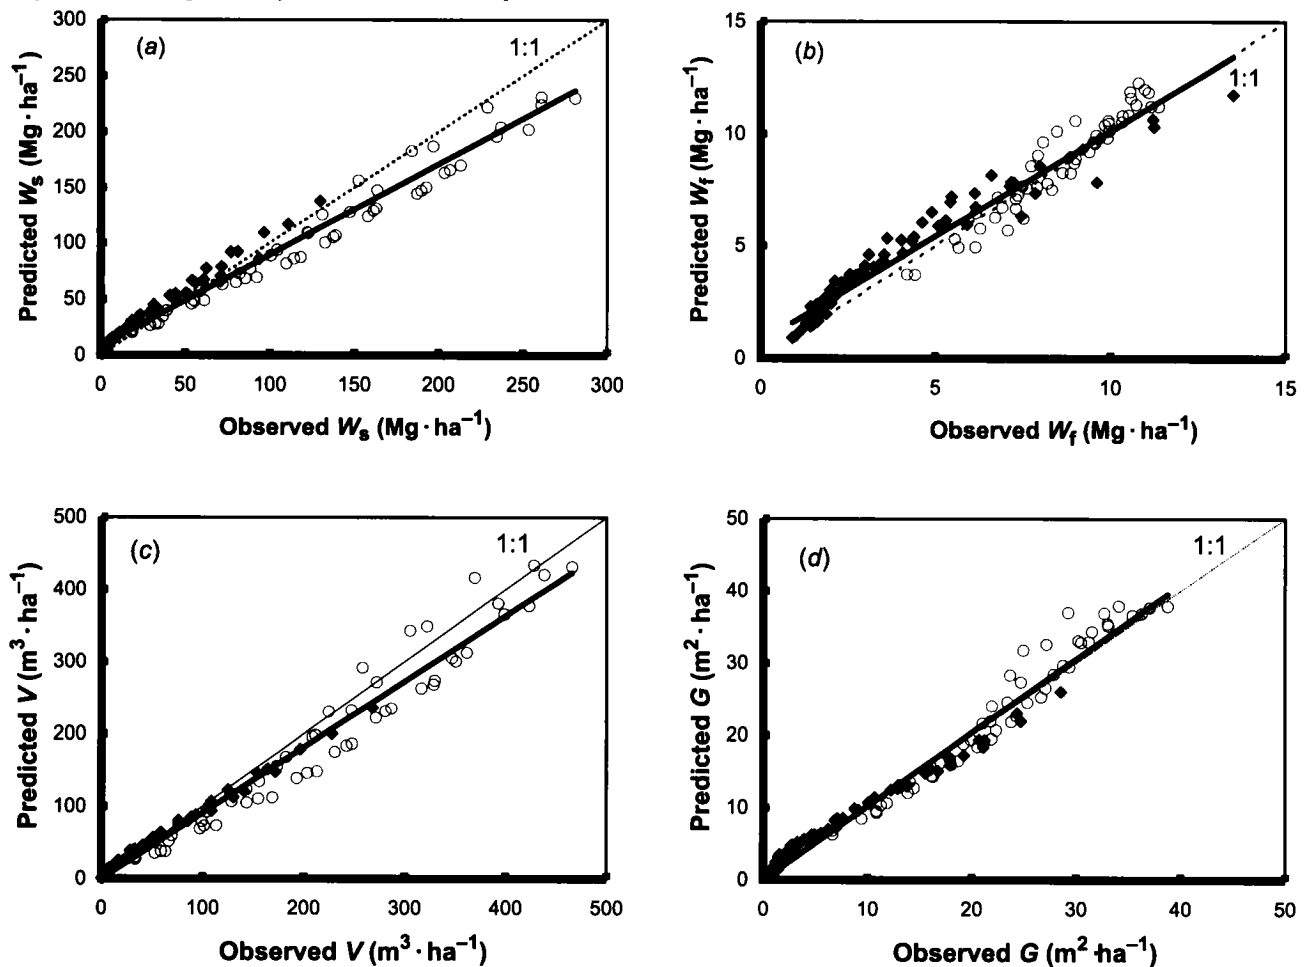 300
250
200
150
100
50
0
Predicted Ws (Mg·ha⁻¹)
(a)
1:1
0 50 100 150 200 250 300
Observed Ws (Mg·ha⁻¹)
15
10
5
0
Predicted Wf (Mg·ha⁻¹)
(b)
1:1
0 5 10 15
Observed Wf (Mg·ha⁻¹)
500
400
300
200
100
0
Predicted V (m³·ha⁻¹)
(c)
1:1
0 100 200 300 400 500
Observed V (m³·ha⁻¹)
50
40
30
20
10
0
Predicted G (m²·ha⁻¹)
(d)
1:1
0 10 20 30 40 50
Observed G (m²·ha⁻¹)